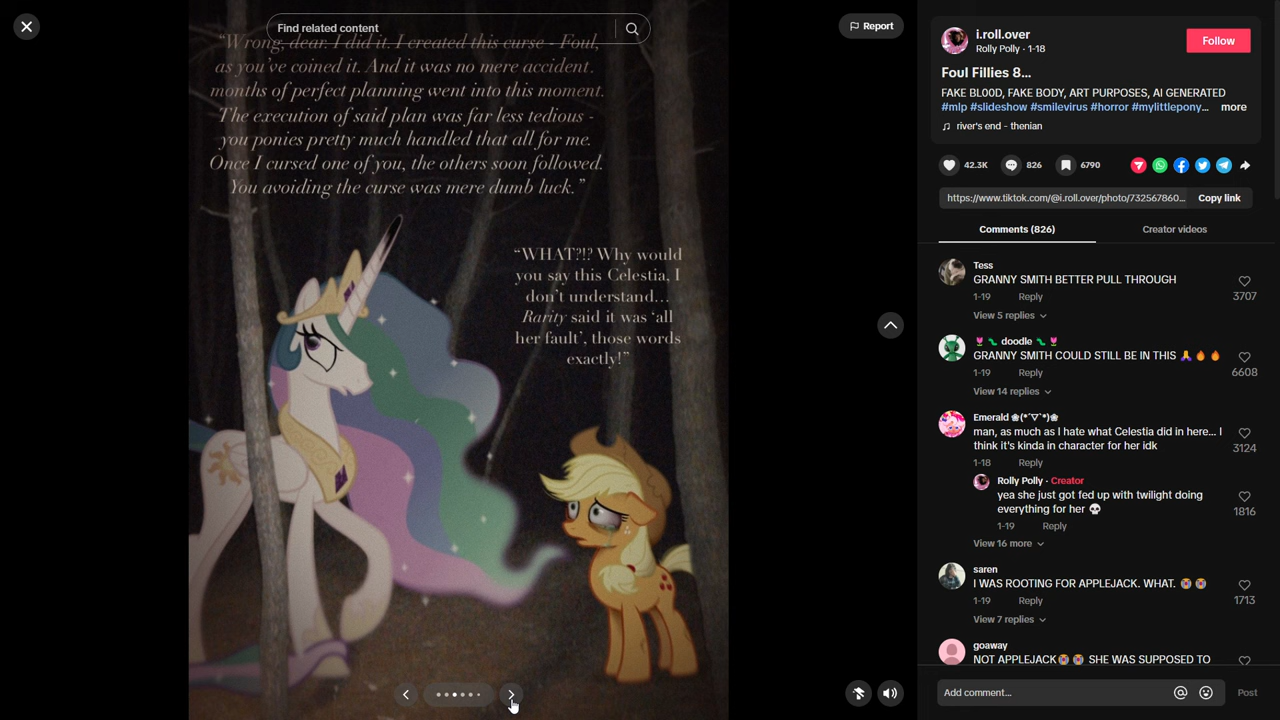 Find related content
Report
“Wrong, dear. I did it. I created this curse - Foul,
as you’ve coined it. And it was no mere accident.
months of perfect planning went into this moment.
The execution of said plan was far less tedious -
you ponies pretty much handled that all for me.
Once I cursed one of you, the others soon followed.
You avoiding the curse was mere dumb luck.”
“WHAT?!? Why would
you say this Celestia, I
don’t understand…
Rarity said it was ‘all
her fault’, those words
exactly!”
i.roll.over
Rolly Polly · 1-18
Follow
Foul Fillies 8...
FAKE BL00D, FAKE BODY, ART PURPOSES, AI GENERATED
#mlp #slideshow #smilevirus #horror #mylittlepony... more
river's end - thenian
42.3K
826
6790
https://www.tiktok.com/@i.roll.over/photo/732567860...
Copy link
Comments (826)
Creator videos
Tess
GRANNY SMITH BETTER PULL THROUGH
1-19 Reply
3707
View 5 replies
🌷 🐛 doodle 🐛 🌷
GRANNY SMITH COULD STILL BE IN THIS 🙏 🔥 🔥
1-19 Reply
6608
View 14 replies
Emerald ❀(*´▽`*)❀
man, as much as I hate what Celestia did in here... I
think it's kinda in character for her idk
1-18 Reply
3124
Rolly Polly · Creator
yea she just got fed up with twilight doing
everything for her 💀
1-19 Reply
1816
View 16 more
saren
I WAS ROOTING FOR APPLEJACK. WHAT. 😭 😭
1-19 Reply
1713
View 7 replies
goaway
NOT APPLEJACK😭 😭 SHE WAS SUPPOSED TO
Add comment...
Post